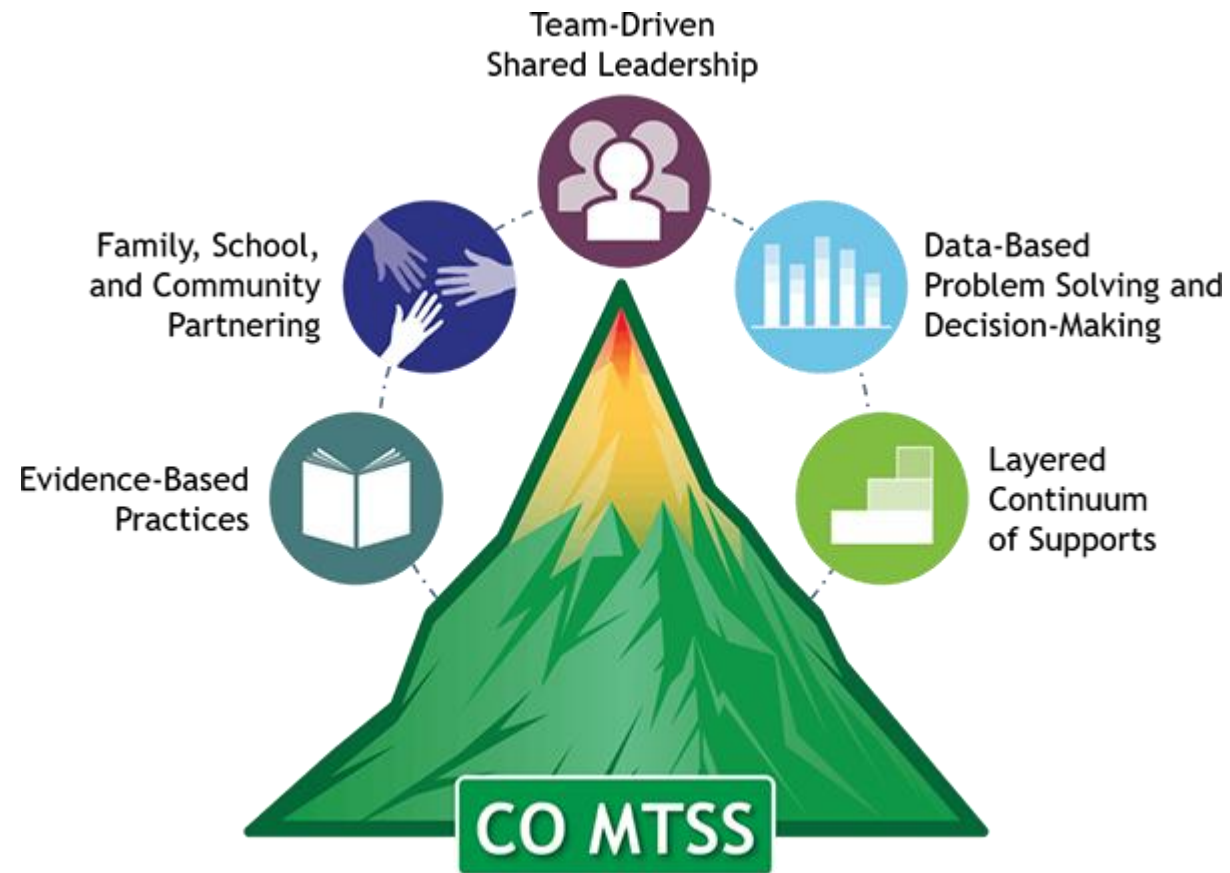 Team-Driven
Shared Leadership
Family, School,
and Community
Partnering
Data-Based
Problem Solving and
Decision-Making
Evidence-Based
Practices
Layered
Continuum
of Supports
CO MTSS